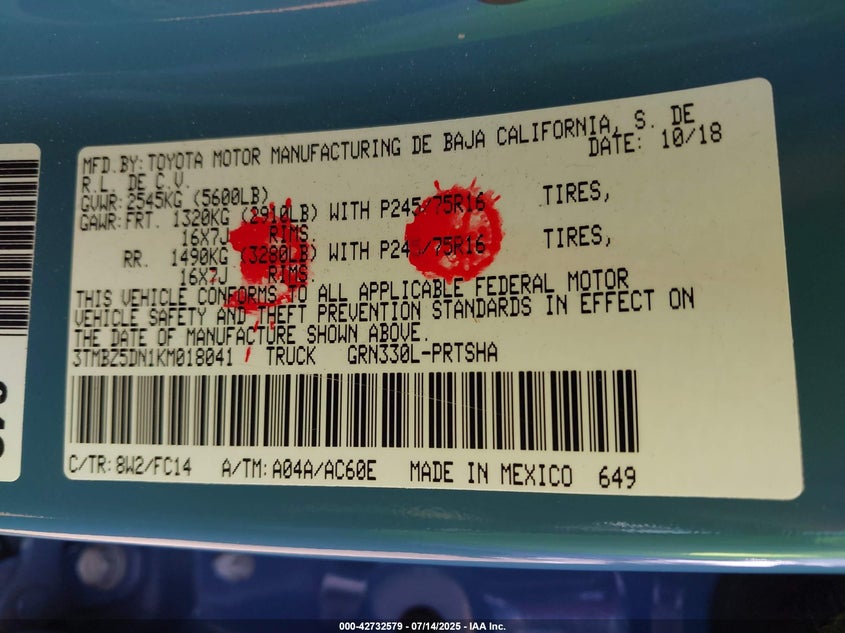 MFD.BY: TOYOTA MOTOR MANUFACTURING DE BAJA CALIFORNIA, S. DE
R.L. DE C.V. DATE: 10/18
GVWR: 2545KG (5600LB)
GAWR: FRT. 1320KG (2910LB) WITH P245/75R16 TIRES,
16X7J RIMS.
RR. 1490KG (3280LB) WITH P245/75R16 TIRES,
16X7J RIMS.
THIS VEHICLE CONFORMS TO ALL APPLICABLE FEDERAL MOTOR
VEHICLE SAFETY AND THEFT PREVENTION STANDARDS IN EFFECT ON
THE DATE OF MANUFACTURE SHOWN ABOVE.
3TMBZ5DN1KM018041 TRUCK GRN330L-PRTSHA
C/TR: 8W2/FC14 A/TM: A04A/AC60E MADE IN MEXICO 649
000-42732579 - 07/14/2025 - IAA Inc.